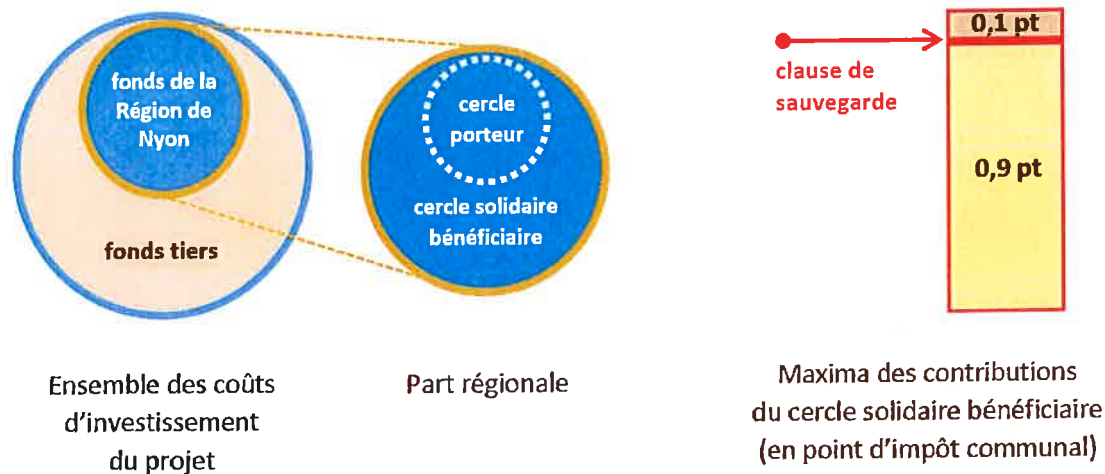 fonds de la
Région de
Nyon
fonds tiers
cercle
porteur
cercle solidaire
bénéficiaire
clause de
sauvegarde
0,1 pt
0,9 pt
Ensemble des coûts
d'investissement
du projet
Part régionale
Maxima des contributions
du cercle solidaire bénéficiaire
(en point d'impôt communal)